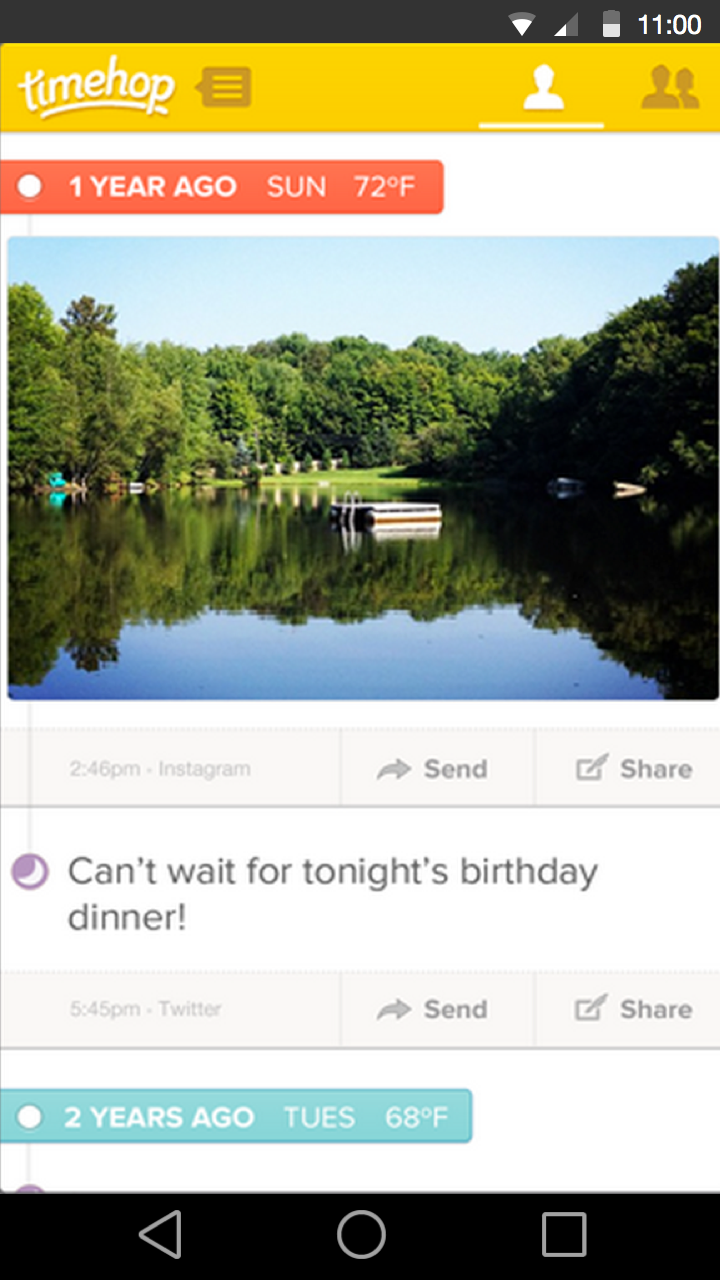 11:00
timehop
1 YEAR AGO SUN 72°F
2:46pm - Instagram Send Share
Can't wait for tonight's birthday
dinner!
5:45pm - Twitter Send Share
2 YEARS AGO TUES 68°F